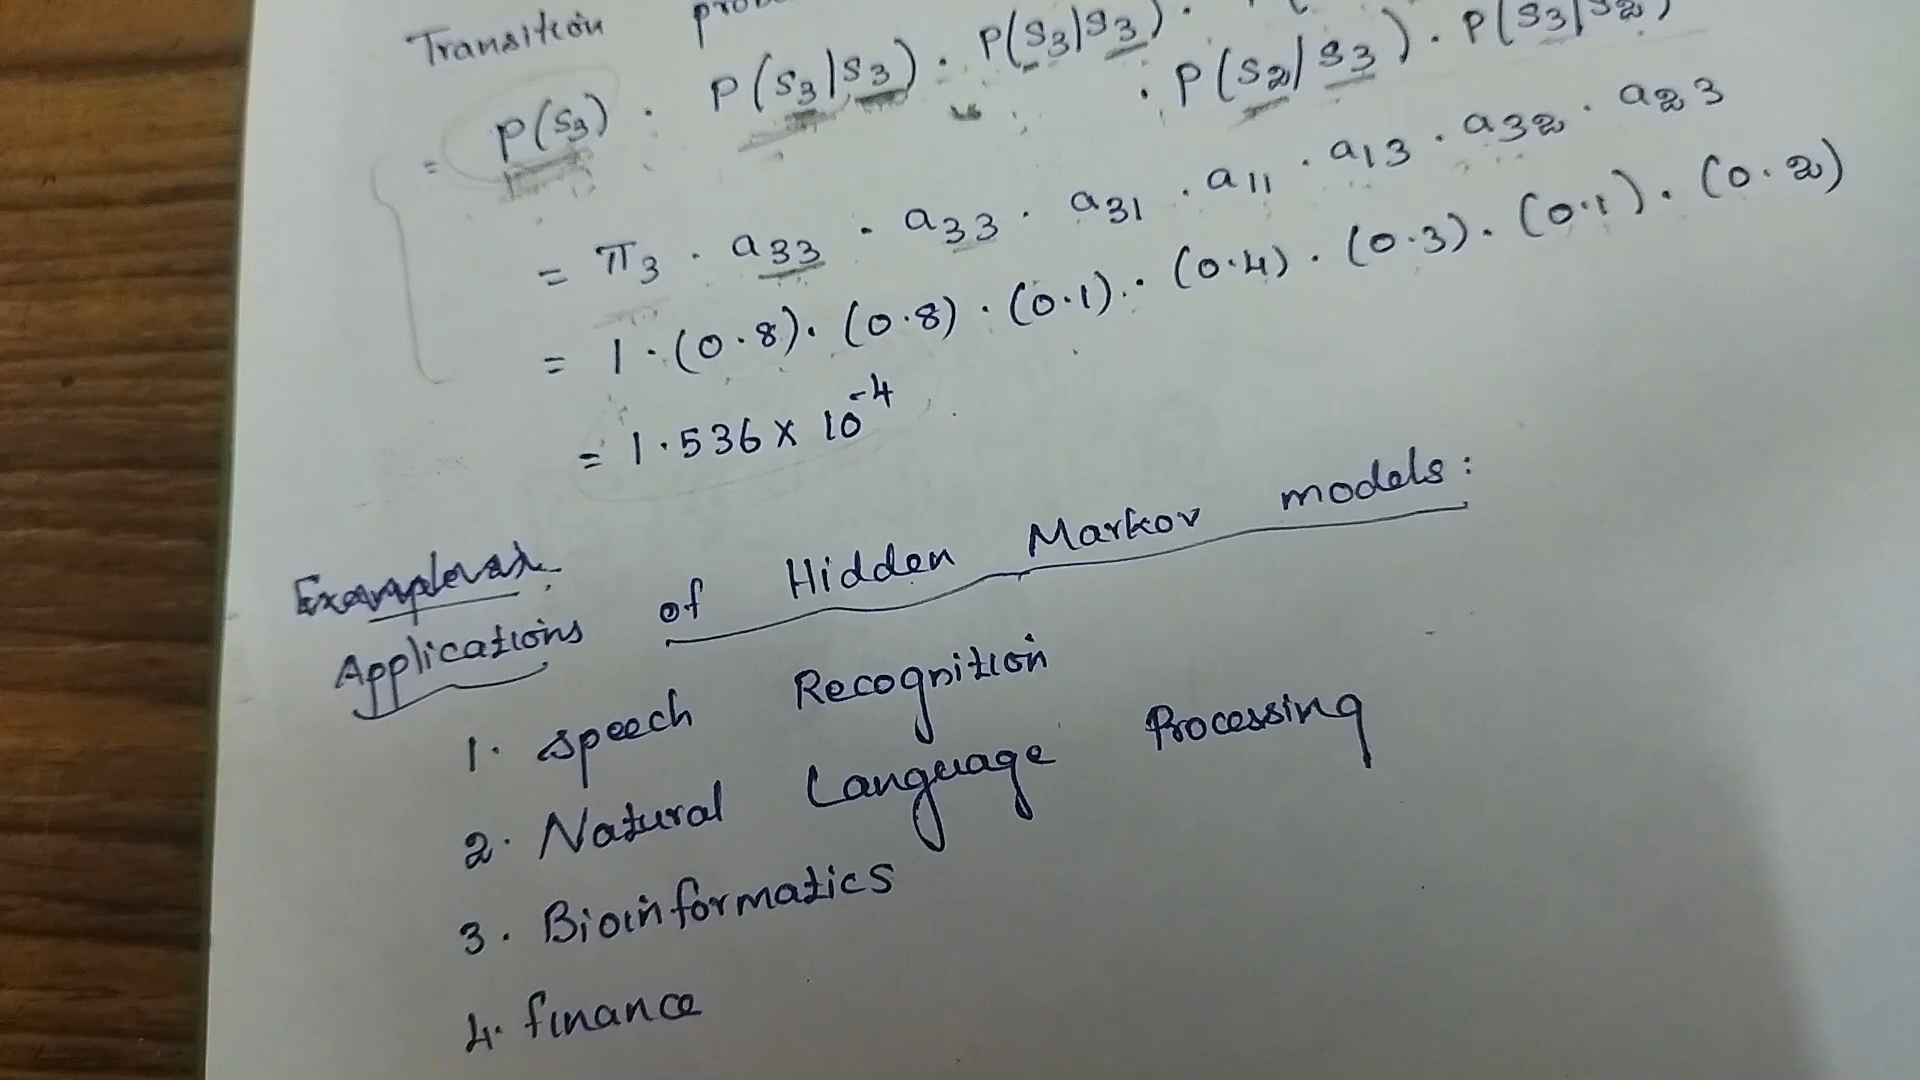 Transition
= P(S3) . P(S3|S3) . P(S3|S3) .
. P(S2|S3) . P(S3|S2)
= π3 . a33 . a33 . a31 . a11 . a13 . a32 . a23
= 1 . (0.8) . (0.8) . (0.1) . (0.4) . (0.3) . (0.1) . (0.2)
= 1.536 x 10^-4
Applications of Hidden Markov models:
1. Speech Recognition
2. Natural Language Processing
3. Bioinformatics
4. finance